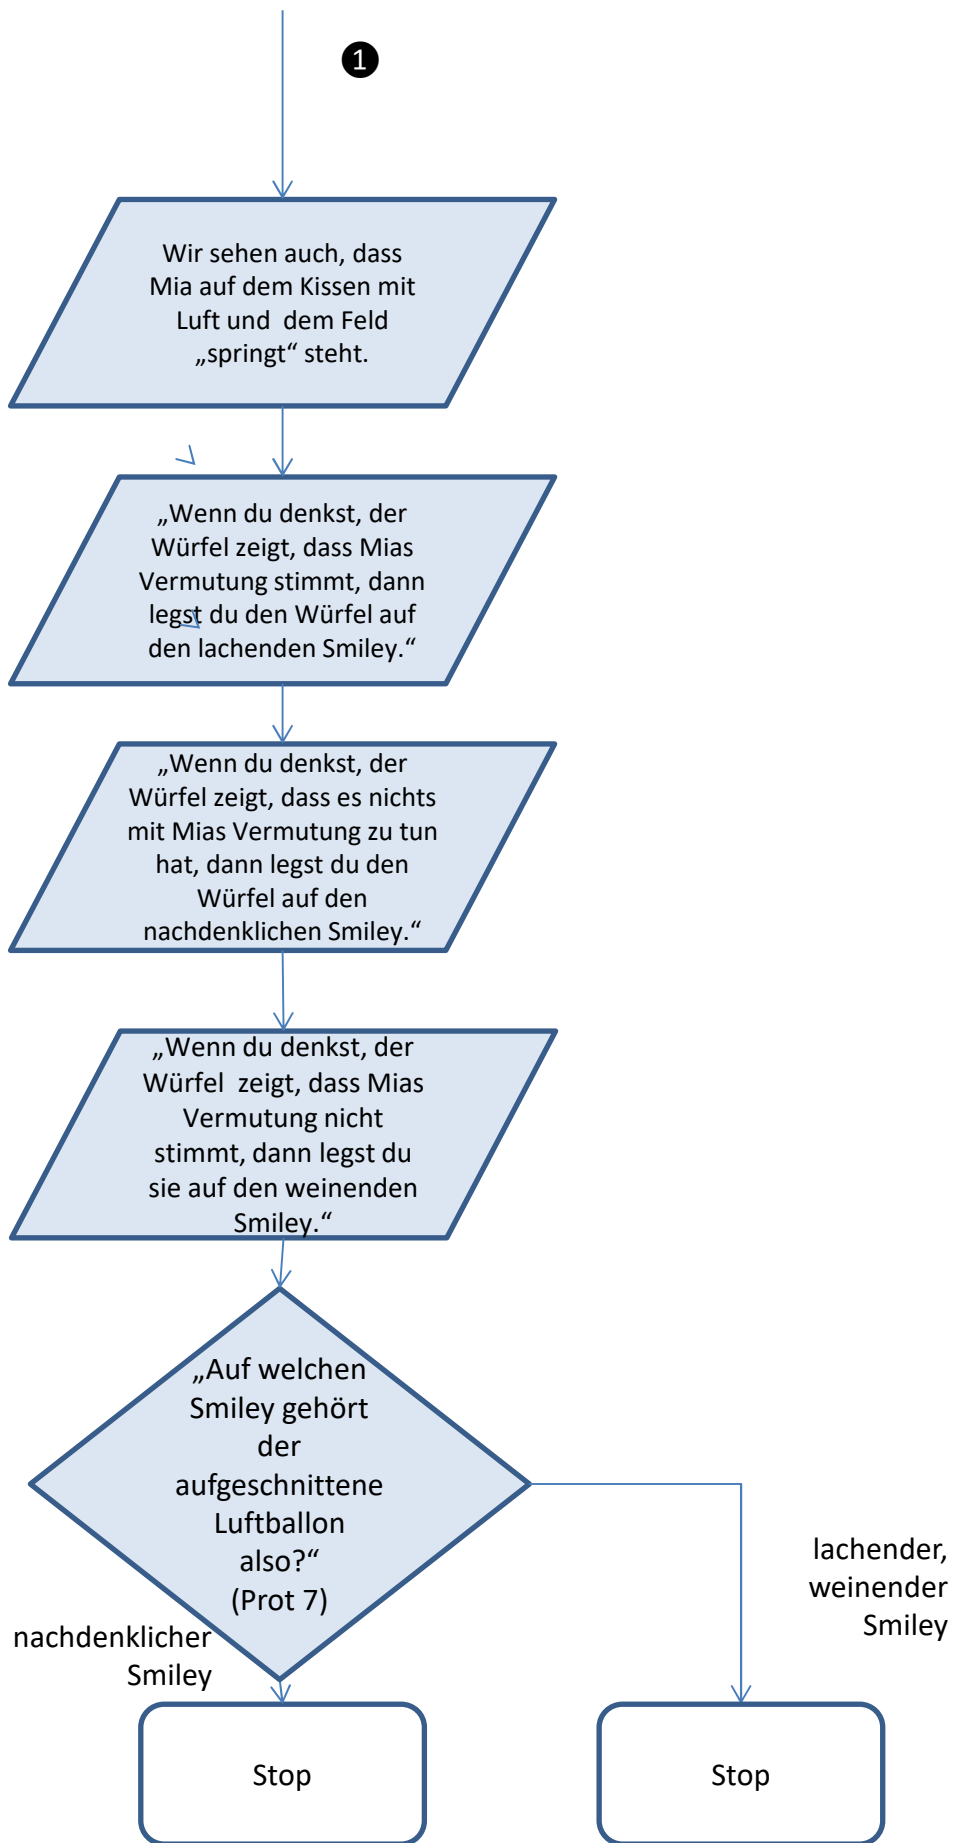 ❶
Wir sehen auch, dass
Mia auf dem Kissen mit
Luft und  dem Feld
„springt“ steht.
„Wenn du denkst, der
Würfel zeigt, dass Mias
Vermutung stimmt, dann
legst du den Würfel auf
den lachenden Smiley.“
„Wenn du denkst, der
Würfel zeigt, dass es nichts
mit Mias Vermutung zu tun
hat, dann legst du den
Würfel auf den
nachdenklichen Smiley.“
„Wenn du denkst, der
Würfel  zeigt, dass Mias
Vermutung nicht
stimmt, dann legst du
sie auf den weinenden
Smiley.“
„Auf welchen
Smiley gehört
der
aufgeschnittene
Luftballon
also?“
(Prot 7)
lachender,
weinender
Smiley
nachdenklicher
Smiley
Stop
Stop